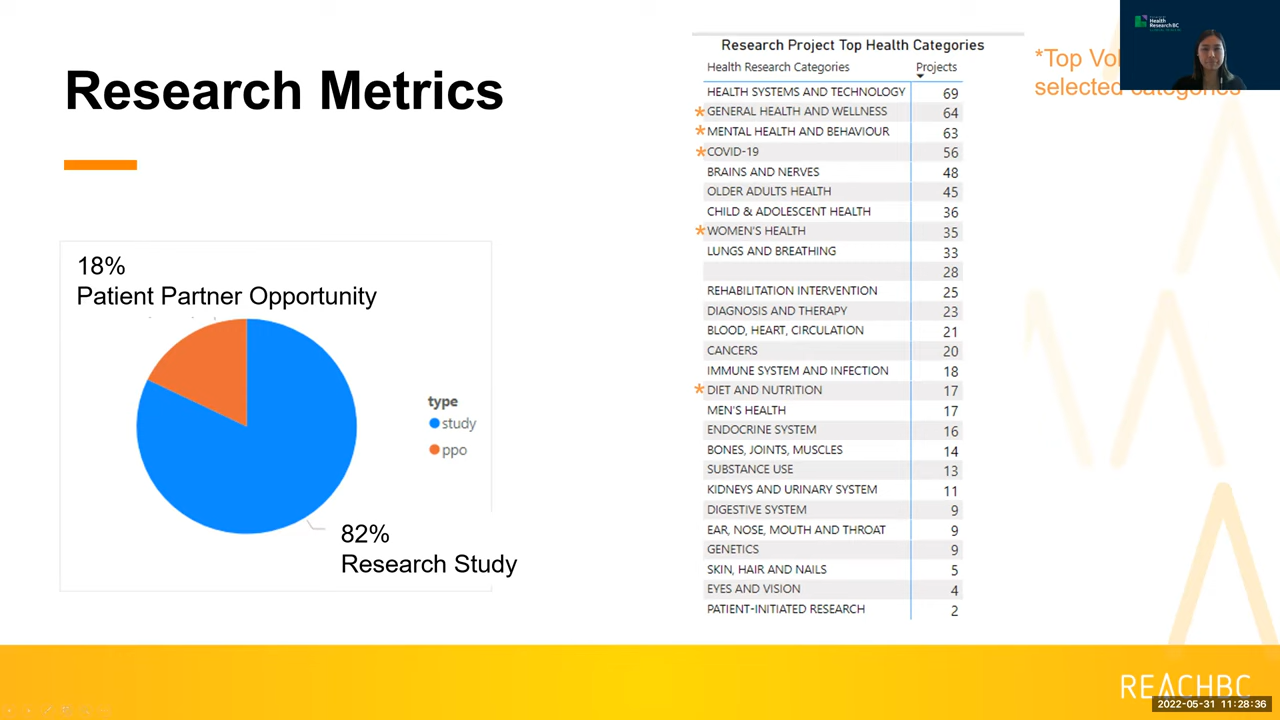 Research Metrics
18%
Patient Partner Opportunity
type
study
ppo
82%
Research Study
Research Project Top Health Categories
Health Research Categories Projects
HEALTH SYSTEMS AND TECHNOLOGY 69
*GENERAL HEALTH AND WELLNESS 64
*MENTAL HEALTH AND BEHAVIOUR 63
*COVID-19 56
BRAINS AND NERVES 48
OLDER ADULTS HEALTH 45
CHILD & ADOLESCENT HEALTH 36
*WOMEN'S HEALTH 35
LUNGS AND BREATHING 33
28
REHABILITATION INTERVENTION 25
DIAGNOSIS AND THERAPY 23
BLOOD, HEART, CIRCULATION 21
CANCERS 20
IMMUNE SYSTEM AND INFECTION 18
*DIET AND NUTRITION 17
MEN'S HEALTH 17
ENDOCRINE SYSTEM 16
BONES, JOINTS, MUSCLES 14
SUBSTANCE USE 13
KIDNEYS AND URINARY SYSTEM 11
DIGESTIVE SYSTEM 9
EAR, NOSE, MOUTH AND THROAT 9
GENETICS 9
SKIN, HAIR AND NAILS 5
EYES AND VISION 4
PATIENT-INITIATED RESEARCH 2
*Top
selected categories
Health
Research BC
REACHBC
2022-05-31 11:28:36